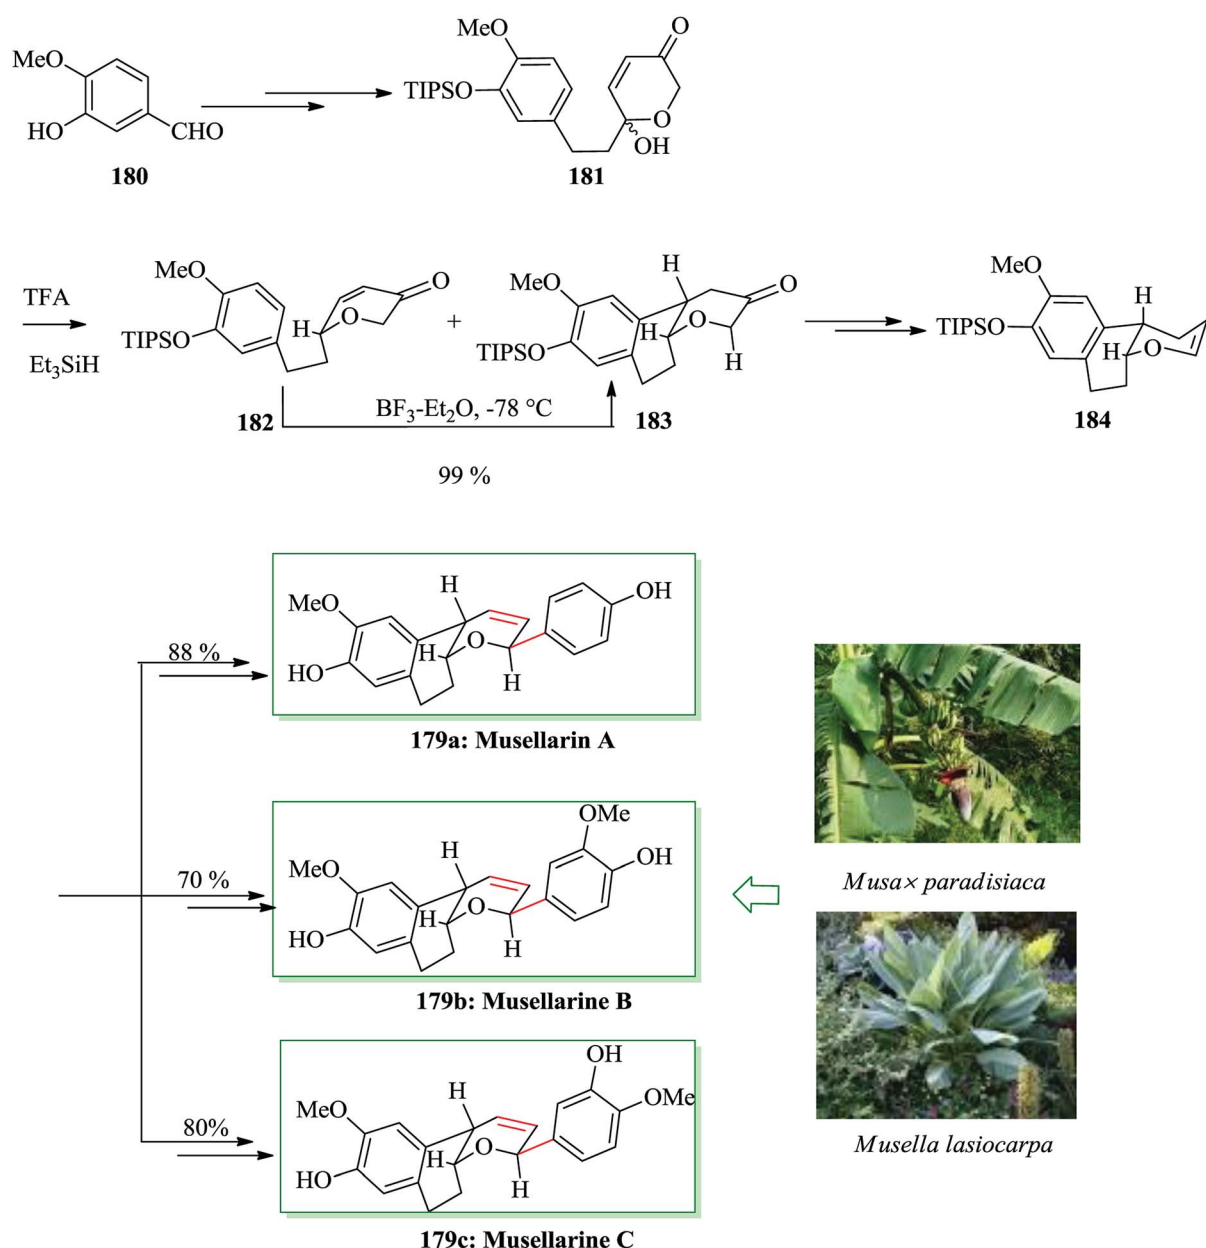 MeO
HO
CHO
180
MeO
TIPSO
O
O
OH
181
TFA
Et₃SiH
MeO
TIPSO
H
O
O
182
+
MeO
TIPSO
H
H
O
O
H
183
BF₃-Et₂O, -78 °C
99 %
MeO
TIPSO
H
H
O
184
88 %
MeO
HO
H
H
O
H
OH
179a: Musellarin A
70 %
MeO
HO
H
H
O
H
OMe
OH
179b: Musellarine B
80%
MeO
HO
H
H
O
H
OH
OMe
179c: Musellarine C
Musa× paradisiaca
Musella lasiocarpa